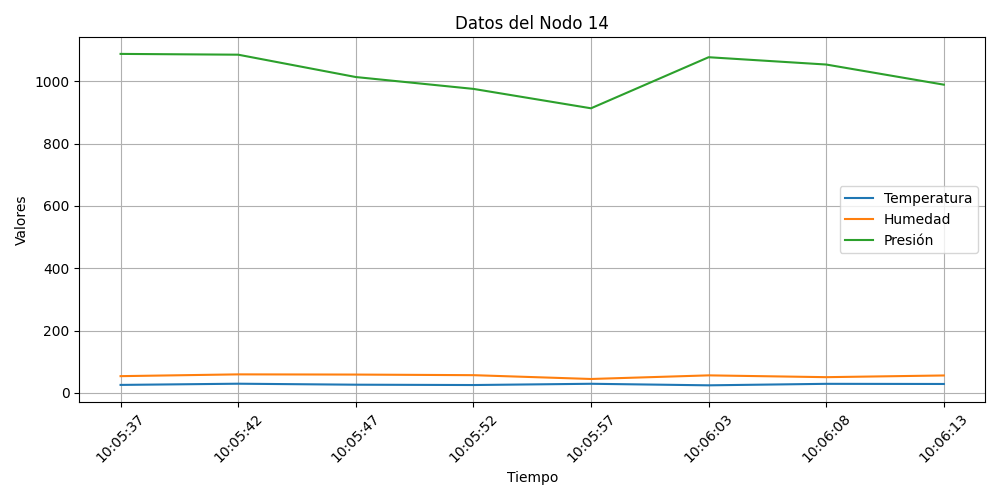 Datos del Nodo 14
Valores
1000
800
600
400
200
0
Temperatura
Humedad
Presión
10:05:37
10:05:42
10:05:47
10:05:52
10:05:57
10:06:03
10:06:08
10:06:13
Tiempo